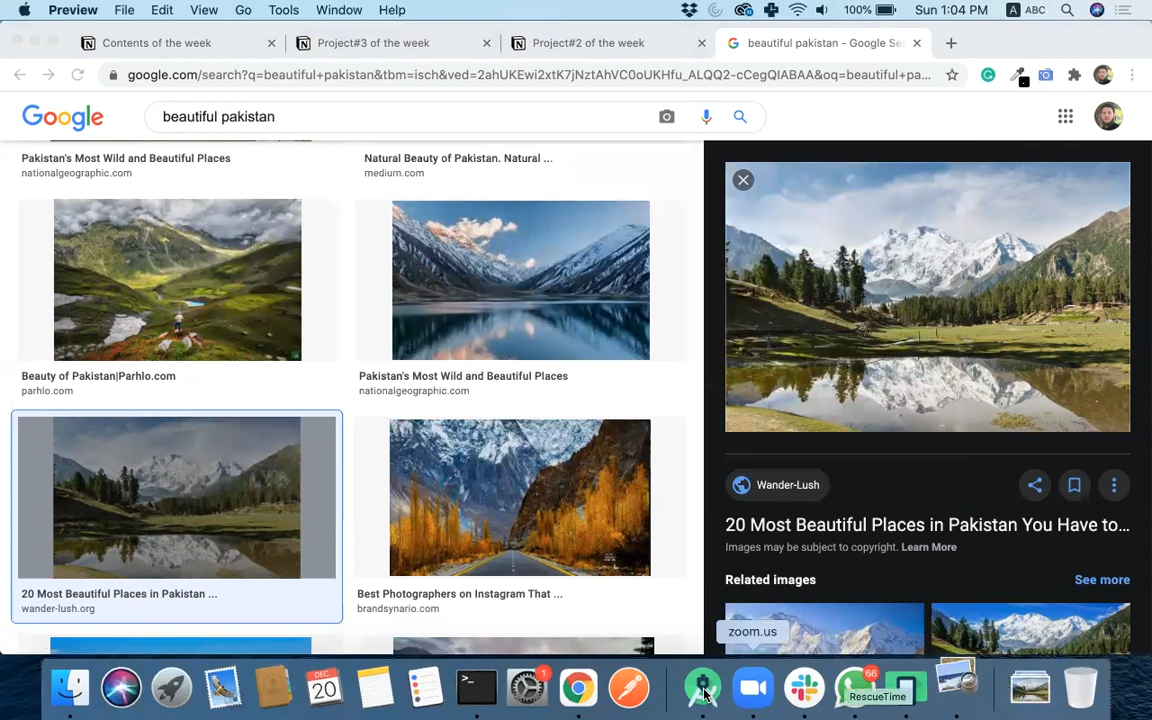 Preview File Edit View Go Tools Window Help 100% Sun 1:04 PM A ABC
Contents of the week
Project#3 of the week
Project#2 of the week
beautiful pakistan - Google Se
google.com/search?q=beautiful+pakistan&tbm=isch&ved=2ahUKEwi2xtK7jNztAhVC0oUKHfu_ALQQ2-cCegQIABAA&oq=beautiful+pa...
Google
beautiful pakistan
Pakistan's Most Wild and Beautiful Places
nationalgeographic.com
Natural Beauty of Pakistan. Natural ...
medium.com
Beauty of Pakistan|Parhlo.com
parhlo.com
Pakistan's Most Wild and Beautiful Places
nationalgeographic.com
20 Most Beautiful Places in Pakistan ...
wander-lush.org
Best Photographers on Instagram That ...
brandsynario.com
Wander-Lush
20 Most Beautiful Places in Pakistan You Have to...
Images may be subject to copyright. Learn More
Related images
See more
zoom.us
DEC
20
1
66
RescueTime